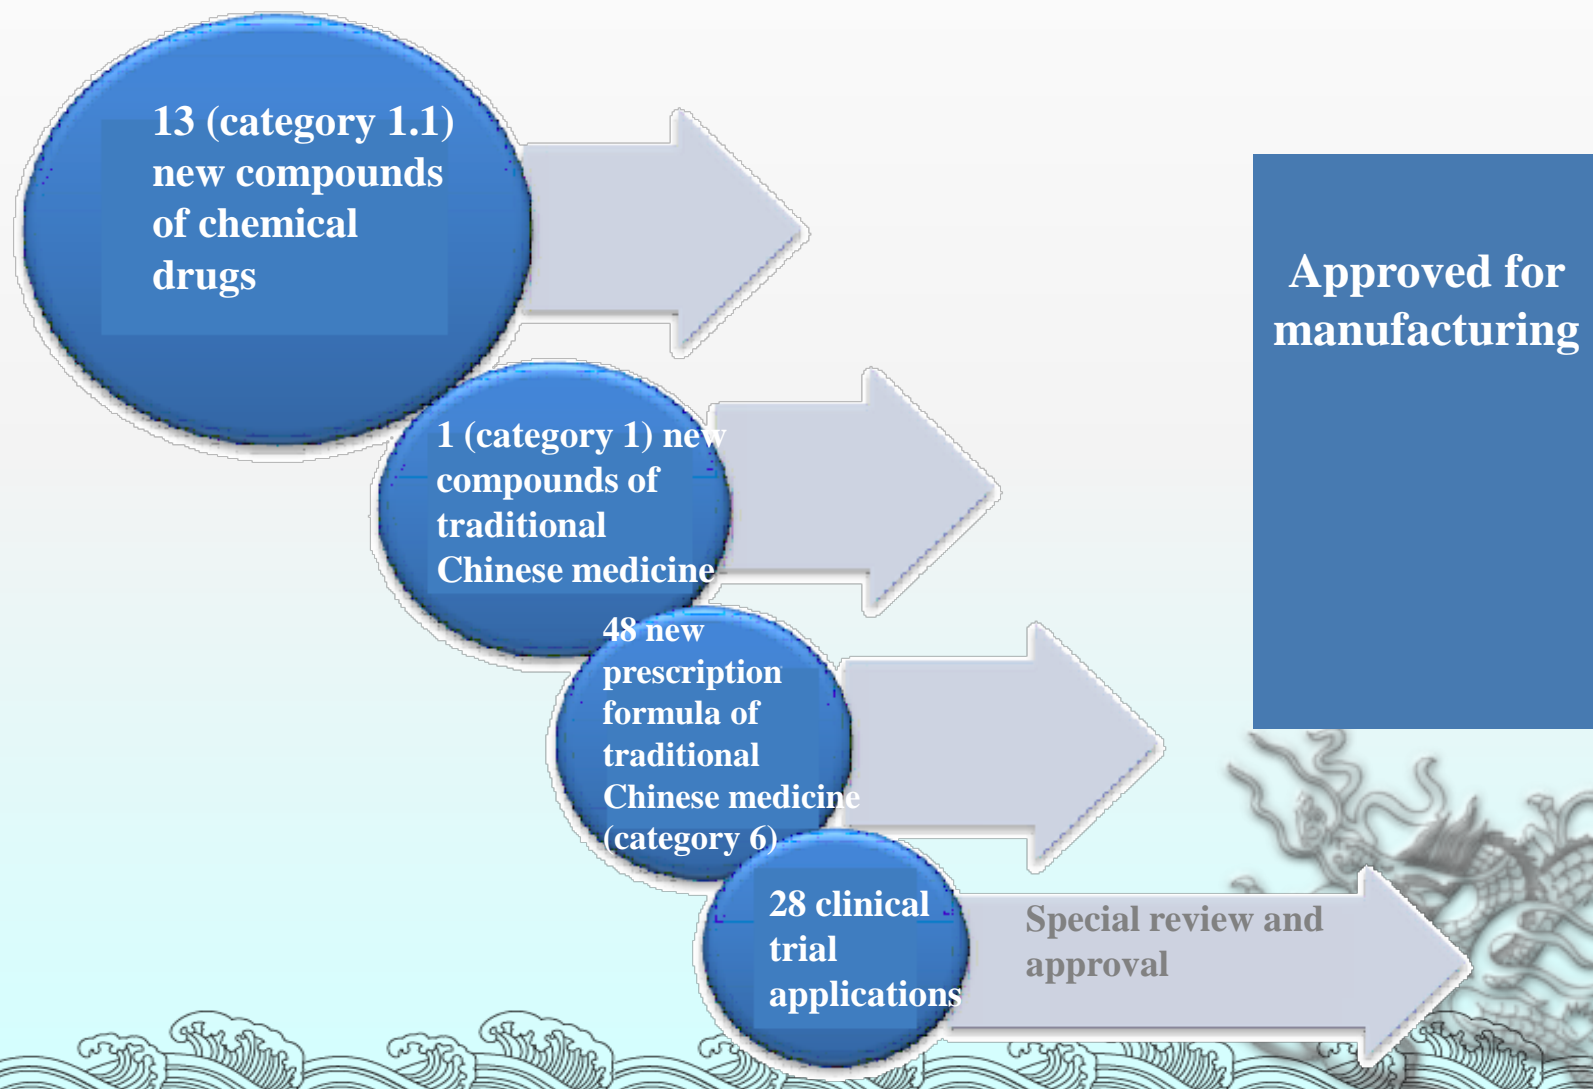 13 (category 1.1)
new compounds
of chemical
drugs
Approved for
manufacturing
1 (category 1) new
compounds of
traditional
Chinese medicine
48 new
prescription
formula of
traditional
Chinese medicine
(category 6)
28 clinical
trial
applications
Special review and
approval